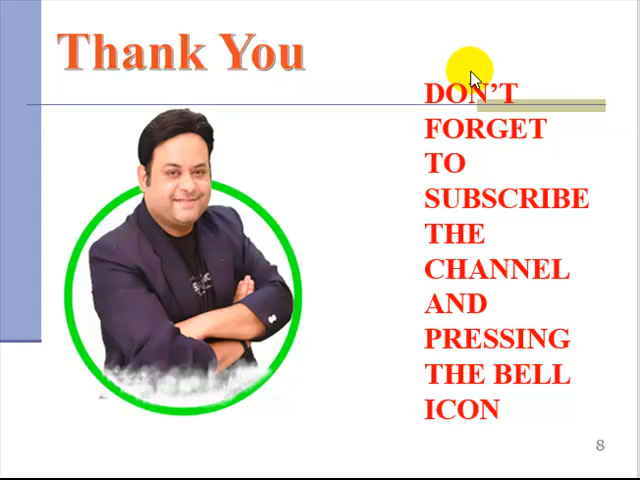 Thank You
DON'T
FORGET
TO
SUBSCRIBE
THE
CHANNEL
AND
PRESSING
THE BELL
ICON
8